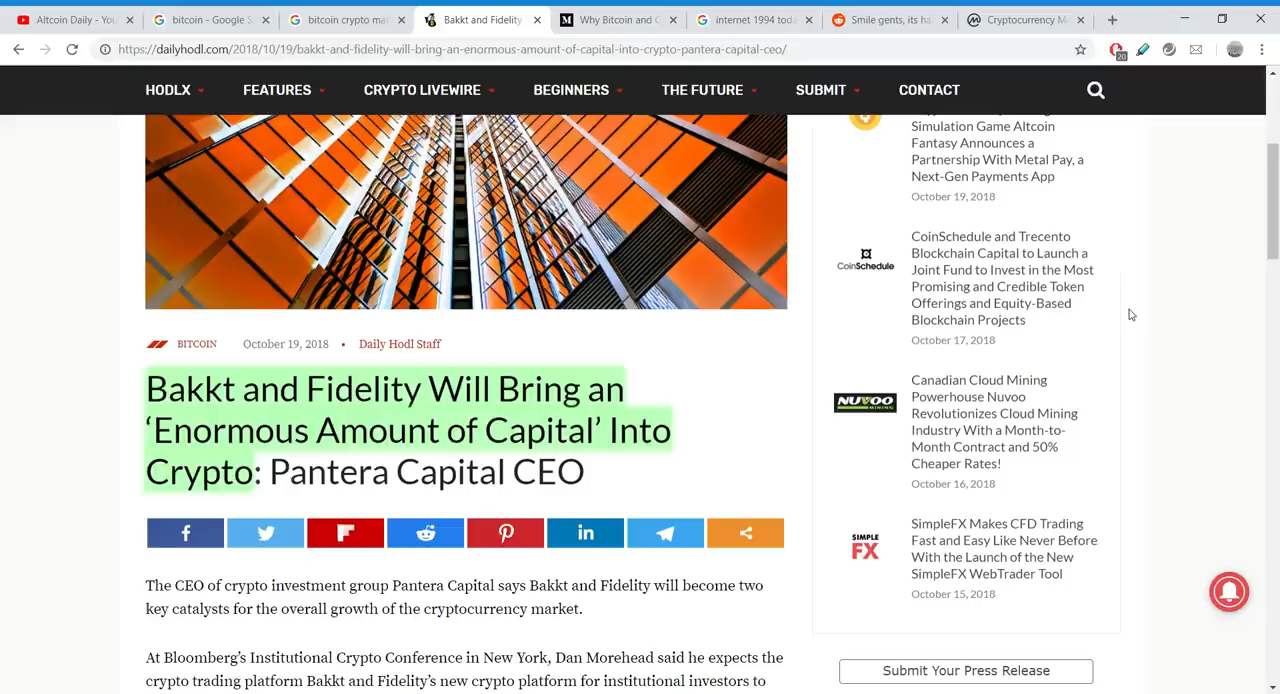 Altcoin Daily - You
bitcoin - Google S
bitcoin crypto mar
Bakkt and Fidelity
Why Bitcoin and C
internet 1994 toda
Smile gents, its ha
Cryptocurrency M
https://dailyhodl.com/2018/10/19/bakkt-and-fidelity-will-bring-an-enormous-amount-of-capital-into-crypto-pantera-capital-ceo/
20
HODLX FEATURES CRYPTO LIVEWIRE BEGINNERS THE FUTURE SUBMIT CONTACT
BITCOIN October 19, 2018 • Daily Hodl Staff
Bakkt and Fidelity Will Bring an
‘Enormous Amount of Capital’ Into
Crypto: Pantera Capital CEO
The CEO of crypto investment group Pantera Capital says Bakkt and Fidelity will become two
key catalysts for the overall growth of the cryptocurrency market.
At Bloomberg’s Institutional Crypto Conference in New York, Dan Morehead said he expects the
crypto trading platform Bakkt and Fidelity’s new crypto platform for institutional investors to
Simulation Game Altcoin
Fantasy Announces a
Partnership With Metal Pay, a
Next-Gen Payments App
October 19, 2018
CoinSchedule
CoinSchedule and Trecento
Blockchain Capital to Launch a
Joint Fund to Invest in the Most
Promising and Credible Token
Offerings and Equity-Based
Blockchain Projects
October 17, 2018
NUVOO
MINING
Canadian Cloud Mining
Powerhouse Nuvoo
Revolutionizes Cloud Mining
Industry With a Month-to-
Month Contract and 50%
Cheaper Rates!
October 16, 2018
SIMPLE
FX
SimpleFX Makes CFD Trading
Fast and Easy Like Never Before
With the Launch of the New
SimpleFX WebTrader Tool
October 15, 2018
Submit Your Press Release